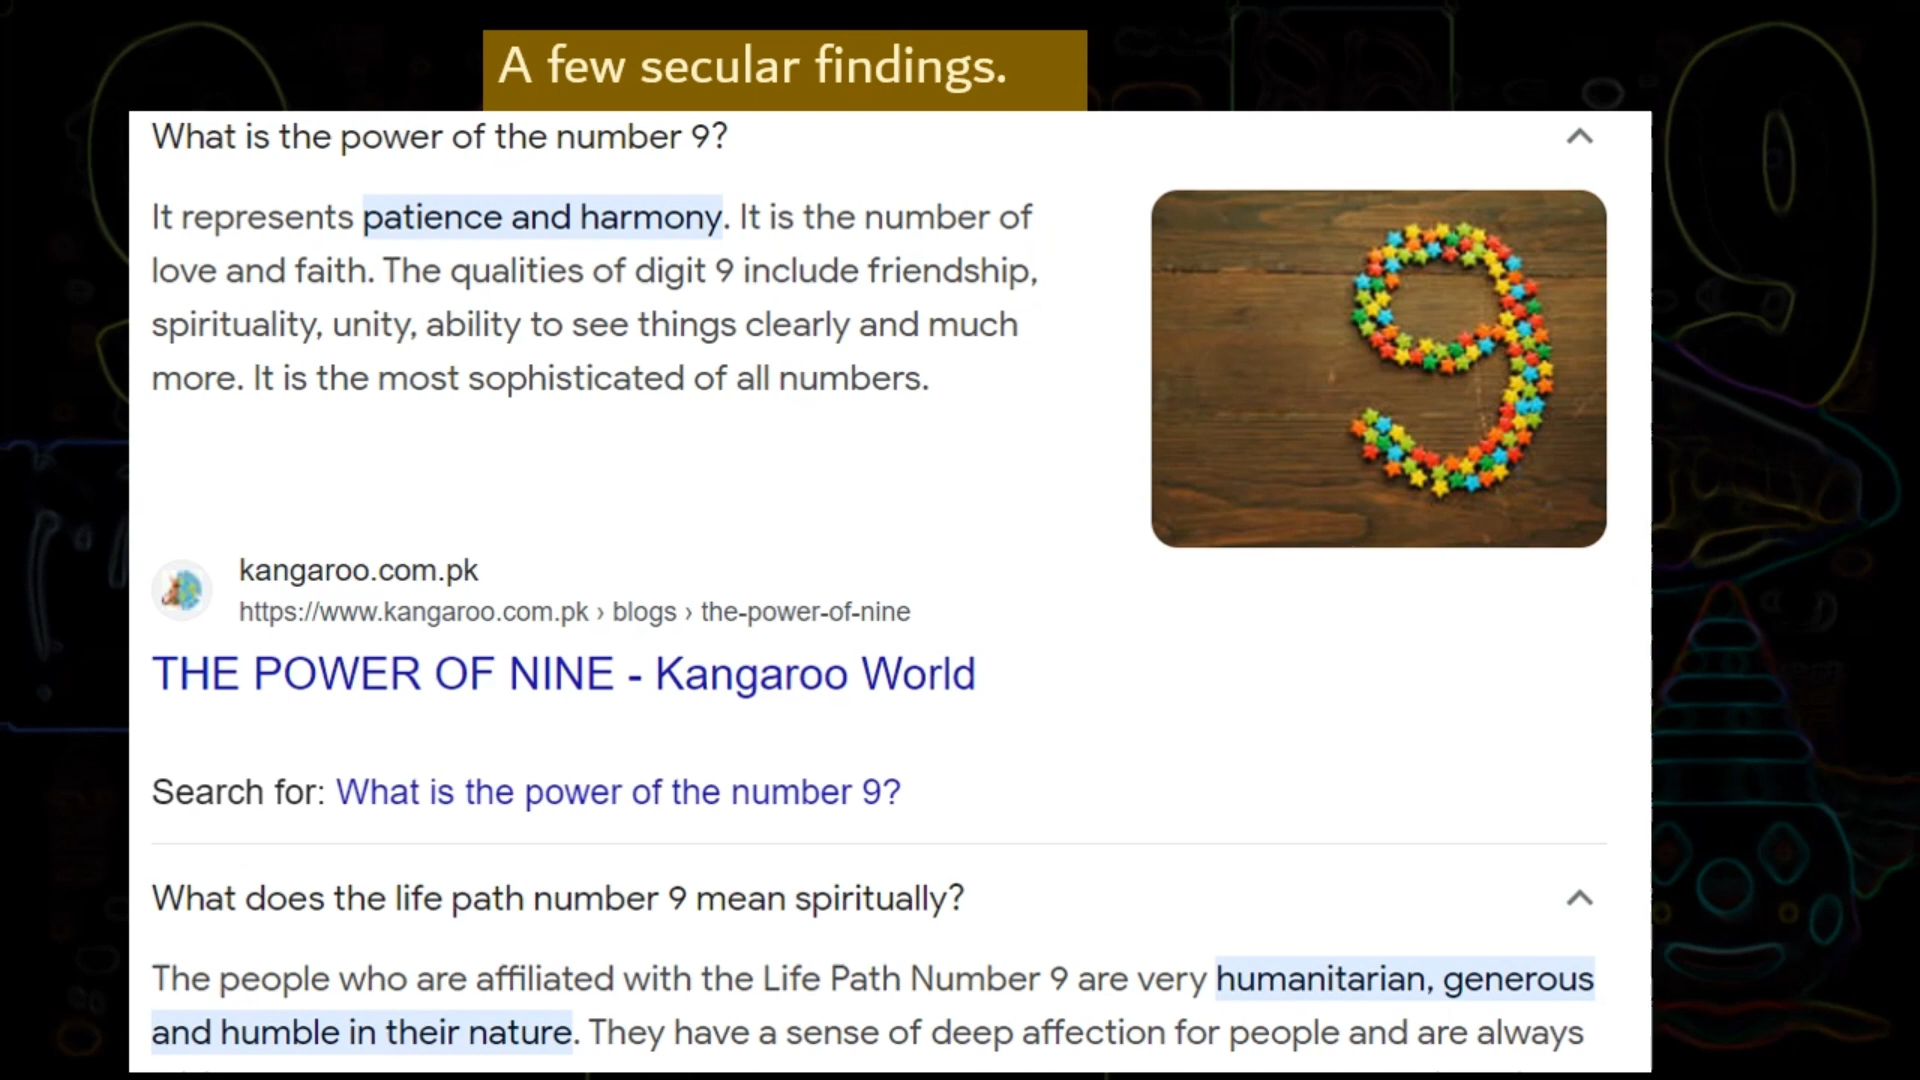 A few secular findings.
What is the power of the number 9?
It represents patience and harmony. It is the number of
love and faith. The qualities of digit 9 include friendship,
spirituality, unity, ability to see things clearly and much
more. It is the most sophisticated of all numbers.
kangaroo.com.pk
https://www.kangaroo.com.pk › blogs › the-power-of-nine
THE POWER OF NINE - Kangaroo World
Search for: What is the power of the number 9?
What does the life path number 9 mean spiritually?
The people who are affiliated with the Life Path Number 9 are very humanitarian, generous
and humble in their nature. They have a sense of deep affection for people and are always